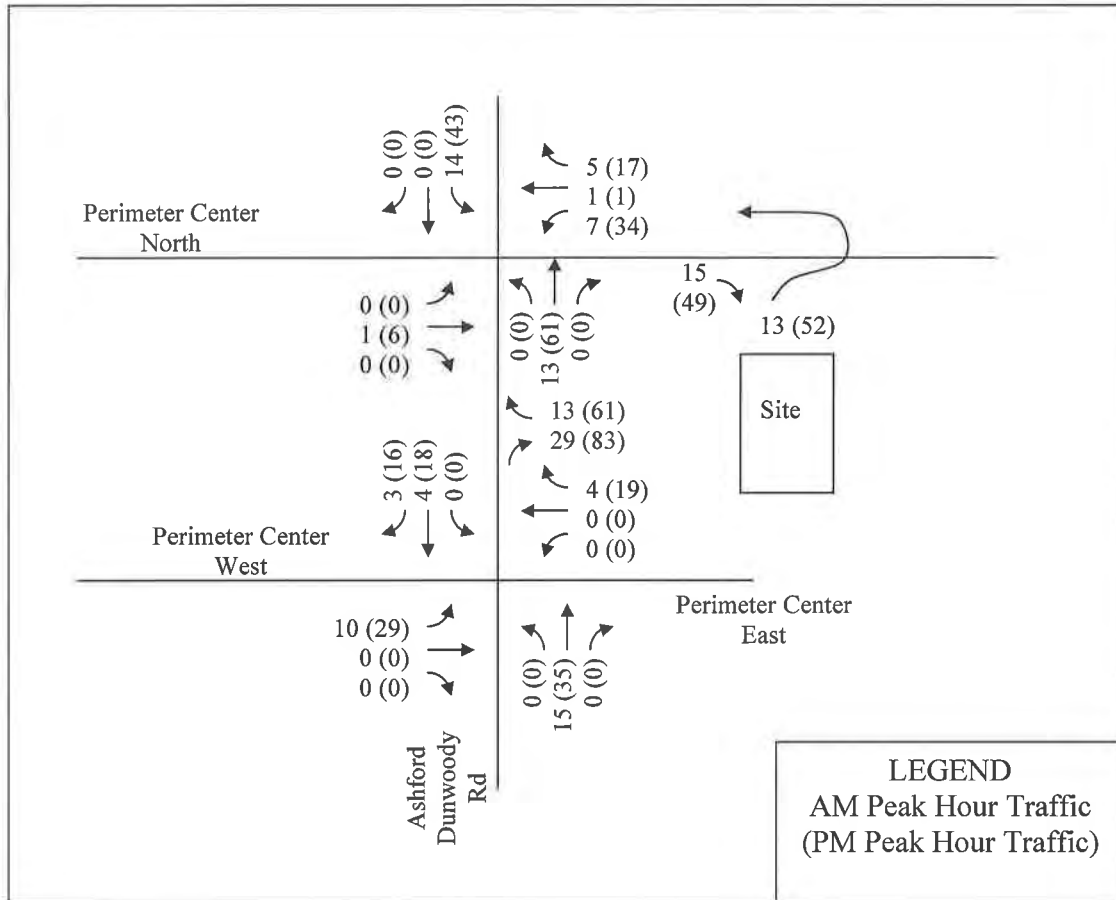 0 (0)
0 (0)
14 (43)
5 (17)
1 (1)
7 (34)
Perimeter Center
North
0 (0)
1 (6)
0 (0)
0 (0)
13 (61)
0 (0)
15
(49)
13 (52)
Site
13 (61)
29 (83)
3 (16)
4 (18)
0 (0)
4 (19)
0 (0)
0 (0)
Perimeter Center
West
Perimeter Center
East
10 (29)
0 (0)
0 (0)
0 (0)
15 (35)
0 (0)
Ashford
Dunwoody
Rd
LEGEND
AM Peak Hour Traffic
(PM Peak Hour Traffic)